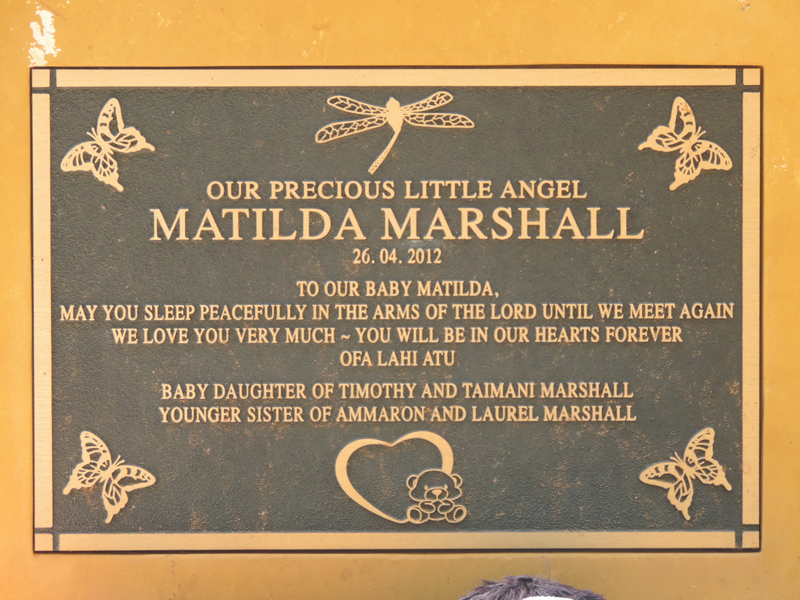 OUR PRECIOUS LITTLE ANGEL
MATILDA MARSHALL
26. 04. 2012
TO OUR BABY MATILDA,
MAY YOU SLEEP PEACEFULLY IN THE ARMS OF THE LORD UNTIL WE MEET AGAIN
WE LOVE YOU VERY MUCH ~ YOU WILL BE IN OUR HEARTS FOREVER
OFA LAHI ATU
BABY DAUGHTER OF TIMOTHY AND TAIMANI MARSHALL
YOUNGER SISTER OF AMMARON AND LAUREL MARSHALL